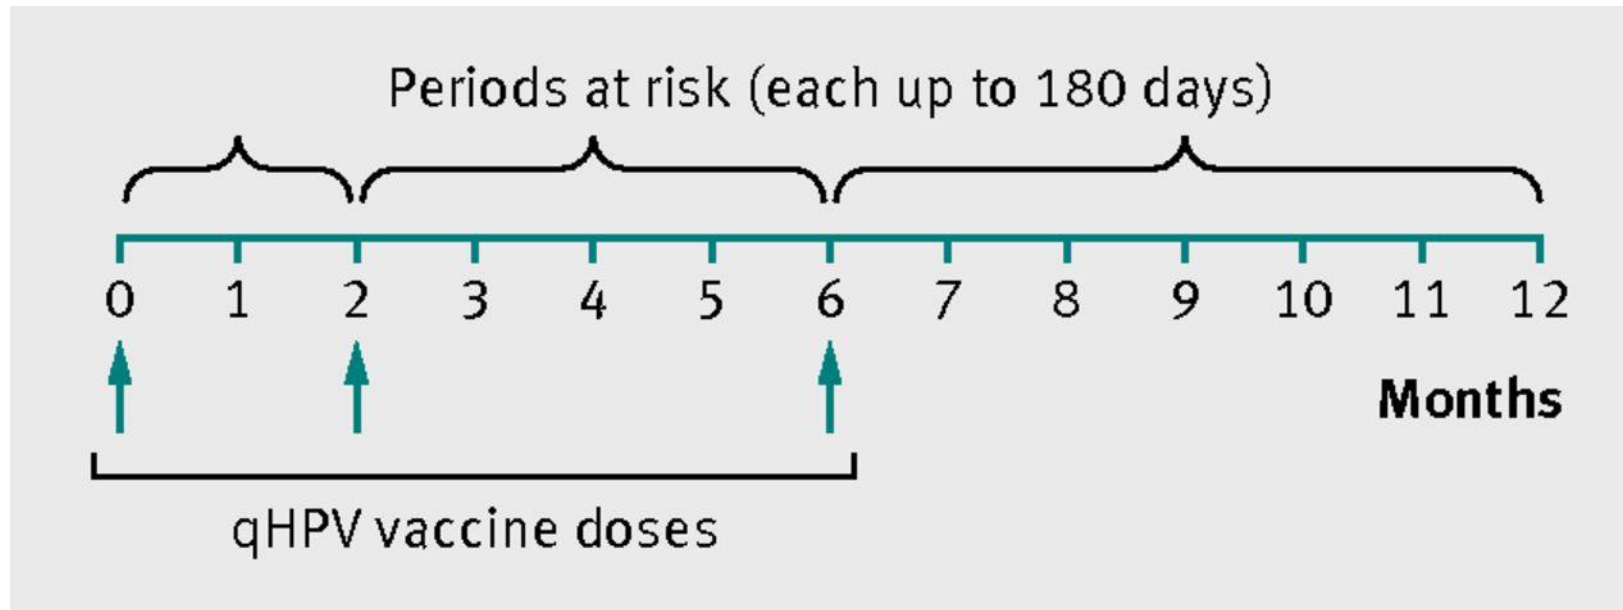 Periods at risk (each up to 180 days)
0 1 2 3 4 5 6 7 8 9 10 11 12
Months
qHPV vaccine doses